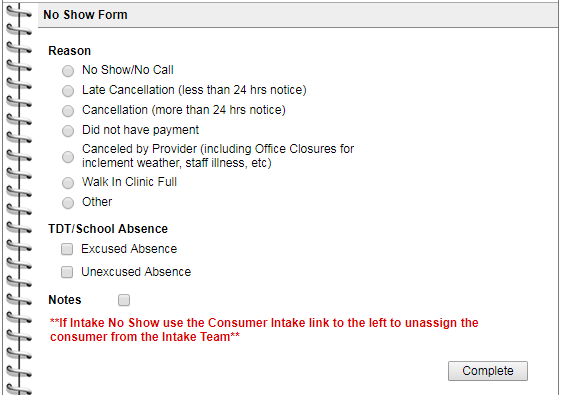 No Show Form
Reason
No Show/No Call
Late Cancellation (less than 24 hrs notice)
Cancellation (more than 24 hrs notice)
Did not have payment
Canceled by Provider (including Office Closures for
inclement weather, staff illness, etc)
Walk In Clinic Full
Other
TDT/School Absence
Excused Absence
Unexcused Absence
Notes
**If Intake No Show use the Consumer Intake link to the left to unassign the
consumer from the Intake Team**
Complete